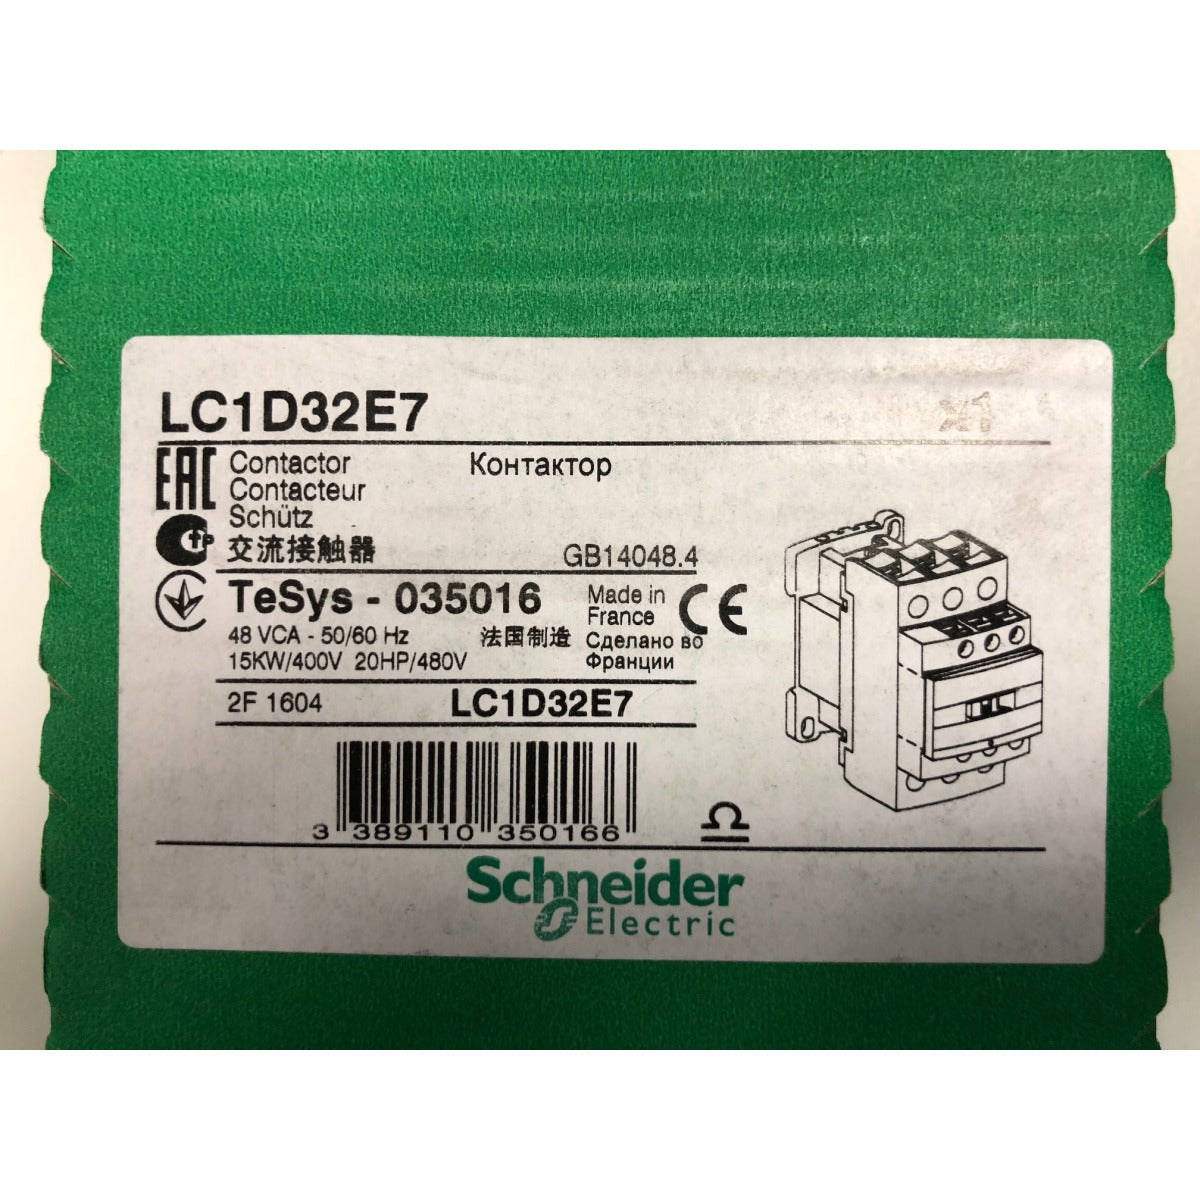 LC1D32E7 x1
EAC Contactor Контактор
Contacteur
Schütz
交流接触器 GB14048.4
TeSys - 035016 Made in France CE
48 VCA - 50/60 Hz 法国制造 Сделано во
15KW/400V 20HP/480V Франции
2F 1604 LC1D32E7
3 389110 350166
Schneider
Electric